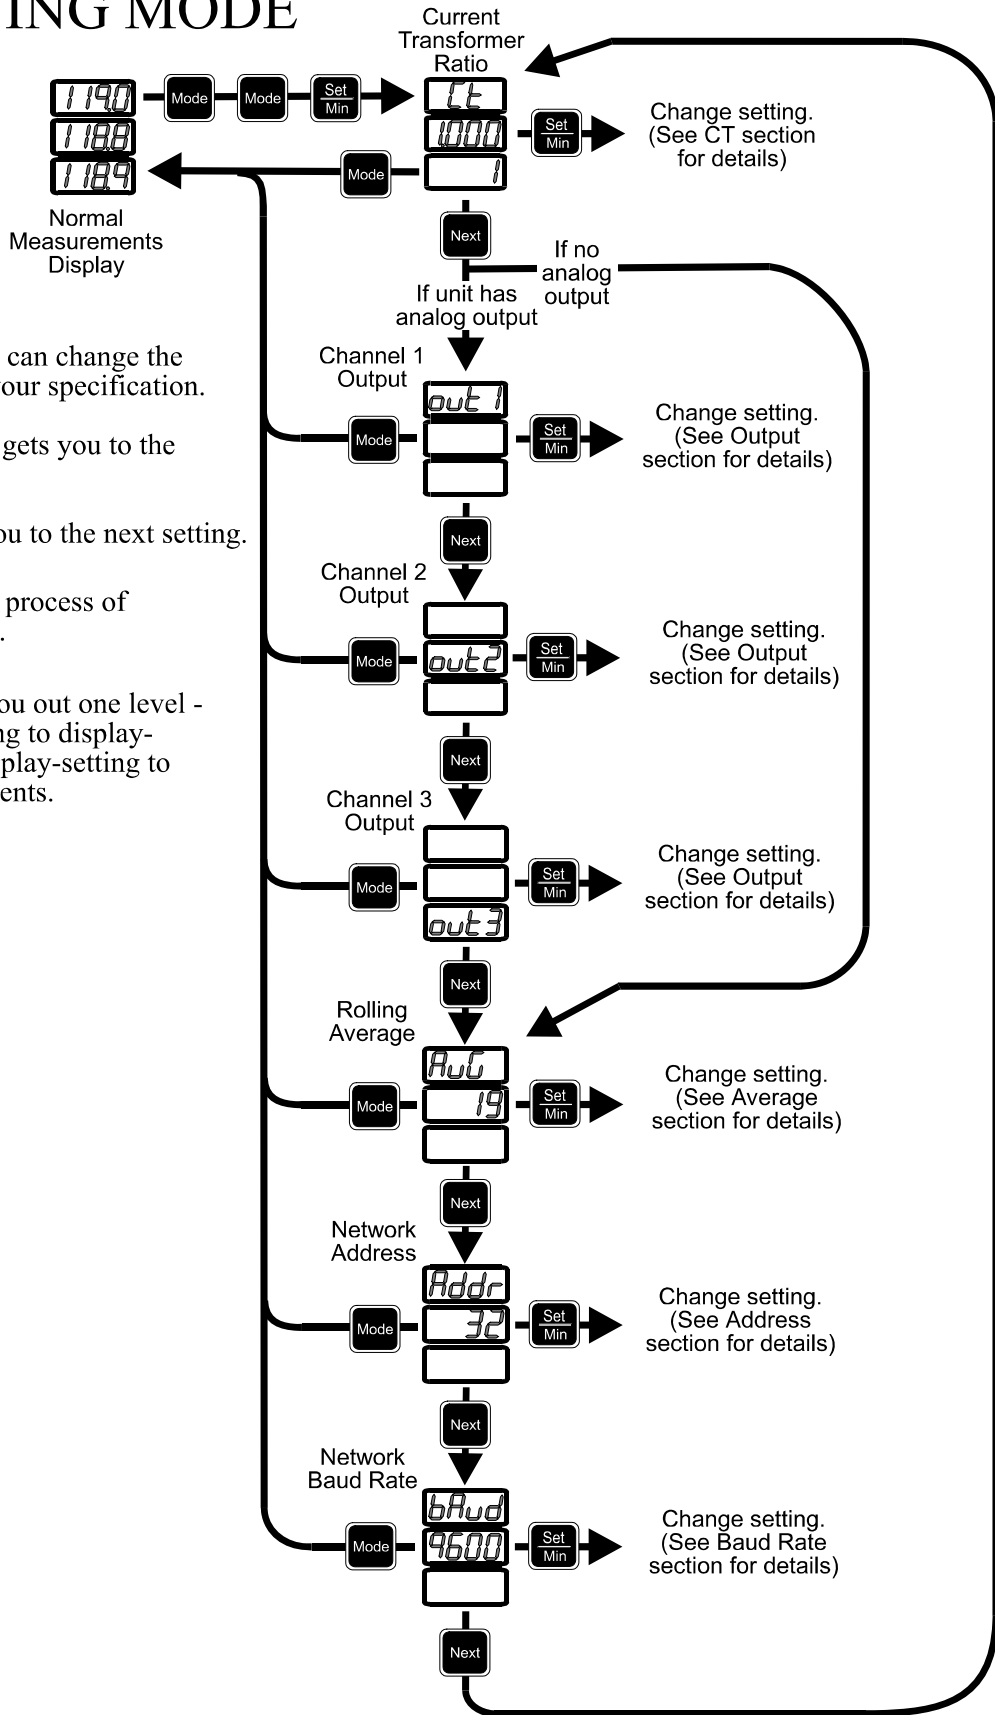 ING MODE
Current
Transformer
Ratio
119.0
118.8
118.9
Mode
Mode
Set
Min
Ct
1.000
1
Set
Min
Change setting.
(See CT section
for details)
Mode
Normal
Measurements
Display
Next
If no
analog
output
If unit has
analog output
can change the
your specification.
gets you to the
ou to the next setting.
process of
.
ou out one level -
ng to display-
play-setting to
ents.
Channel 1
Output
out 1
Mode
Set
Min
Change setting.
(See Output
section for details)
Next
Channel 2
Output
out2
Mode
Set
Min
Change setting.
(See Output
section for details)
Next
Channel 3
Output
out3
Mode
Set
Min
Change setting.
(See Output
section for details)
Next
Rolling
Average
AuG
19
Mode
Set
Min
Change setting.
(See Average
section for details)
Next
Network
Address
Addr
32
Mode
Set
Min
Change setting.
(See Address
section for details)
Next
Network
Baud Rate
bAud
9600
Mode
Set
Min
Change setting.
(See Baud Rate
section for details)
Next